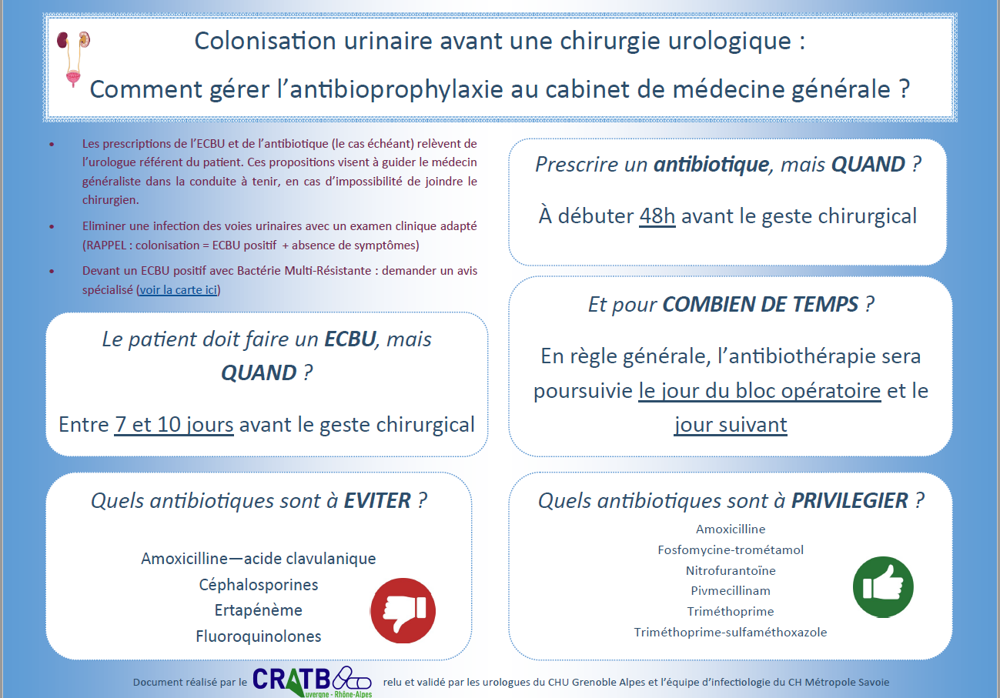 Colonisation urinaire avant une chirurgie urologique :
Comment gérer l’antibioprophylaxie au cabinet de médecine générale ?
• Les prescriptions de l’ECBU et de l’antibiotique (le cas échéant) relèvent de
l’urologue référent du patient. Ces propositions visent à guider le médecin
généraliste dans la conduite à tenir, en cas d’impossibilité de joindre le
chirurgien.
• Eliminer une infection des voies urinaires avec un examen clinique adapté
(RAPPEL : colonisation = ECBU positif + absence de symptômes)
• Devant un ECBU positif avec Bactérie Multi-Résistante : demander un avis
spécialisé (voir la carte ici)
Le patient doit faire un ECBU, mais
QUAND ?
Entre 7 et 10 jours avant le geste chirurgical
Prescrire un antibiotique, mais QUAND ?
À débuter 48h avant le geste chirurgical
Et pour COMBIEN DE TEMPS ?
En règle générale, l’antibiothérapie sera
poursuivie le jour du bloc opératoire et le
jour suivant
Quels antibiotiques sont à EVITER ?
Amoxicilline—acide clavulanique
Céphalosporines
Ertapénème
Fluoroquinolones
Quels antibiotiques sont à PRIVILEGIER ?
Amoxicilline
Fosfomycine-trométamol
Nitrofurantoïne
Pivmecillinam
Triméthoprime
Triméthoprime-sulfaméthoxazole
Document réalisé par le CRATB Auvergne - Rhône-Alpes relu et validé par les urologues du CHU Grenoble Alpes et l’équipe d’infectiologie du CH Métropole Savoie